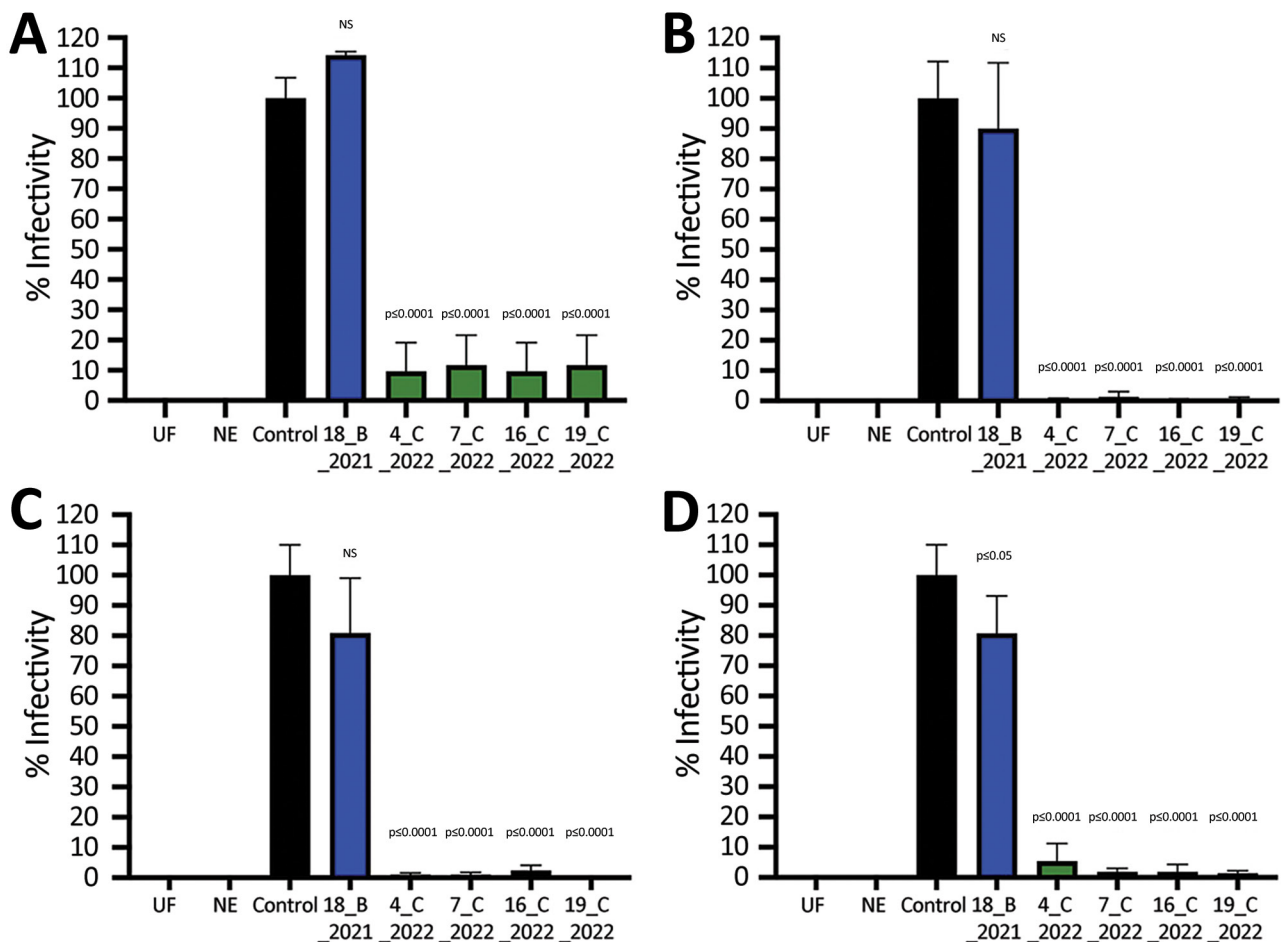 A
% Infectivity
120
110
100
90
80
70
60
50
40
30
20
10
0
NS
p≤0.0001 p≤0.0001 p≤0.0001 p≤0.0001
UF NE Control 18_B 4_C 7_C 16_C 19_C
_2021 _2022 _2022 _2022 _2022
B
% Infectivity
120
110
100
90
80
70
60
50
40
30
20
10
0
NS
p≤0.0001 p≤0.0001 p≤0.0001 p≤0.0001
UF NE Control 18_B 4_C 7_C 16_C 19_C
_2021 _2022 _2022 _2022 _2022
C
% Infectivity
120
110
100
90
80
70
60
50
40
30
20
10
0
NS
p≤0.0001 p≤0.0001 p≤0.0001 p≤0.0001
UF NE Control 18_B 4_C 7_C 16_C 19_C
_2021 _2022 _2022 _2022 _2022
D
% Infectivity
120
110
100
90
80
70
60
50
40
30
20
10
0
p≤0.05
p≤0.0001 p≤0.0001 p≤0.0001 p≤0.0001
UF NE Control 18_B 4_C 7_C 16_C 19_C
_2021 _2022 _2022 _2022 _2022